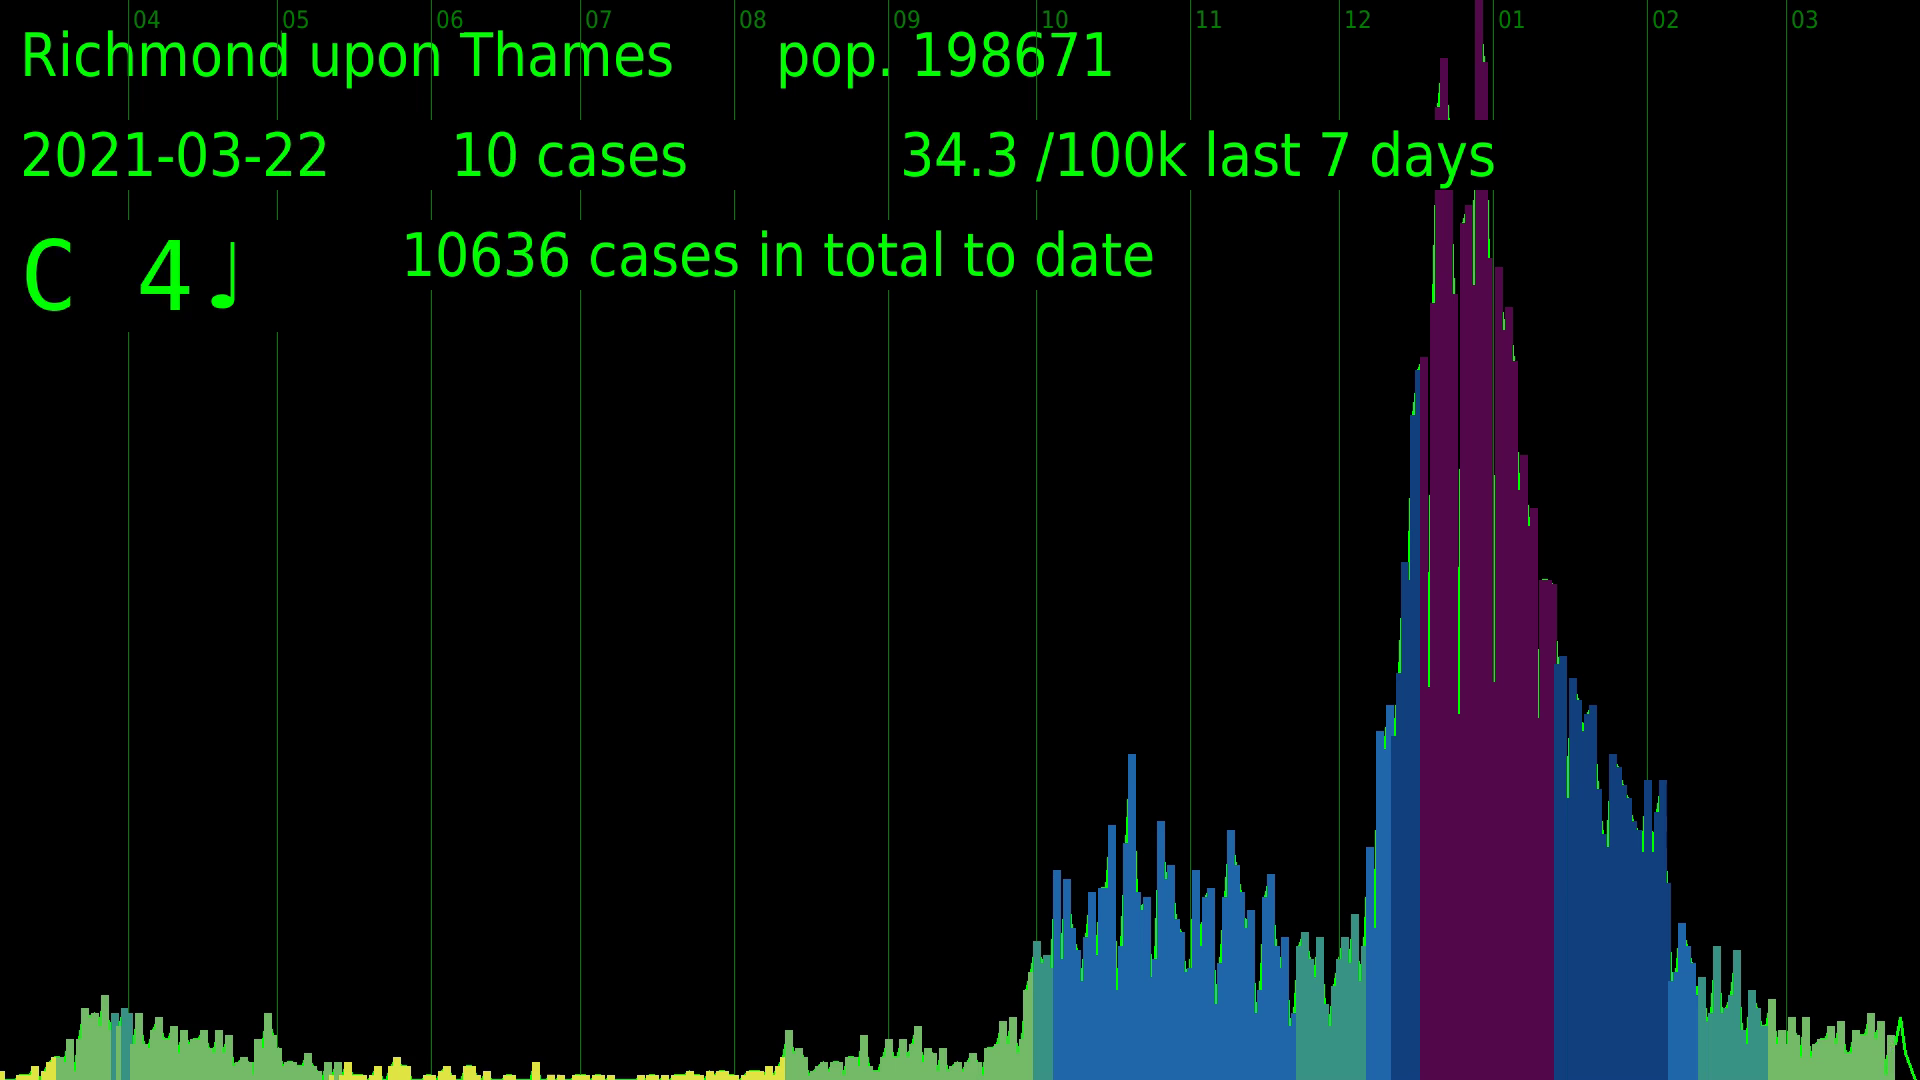 04 05 06 07 08 09 10 11 12 01 02 03
Richmond upon Thames pop. 198671
2021-03-22 10 cases 34.3 /100k last 7 days
C 4♩ 10636 cases in total to date